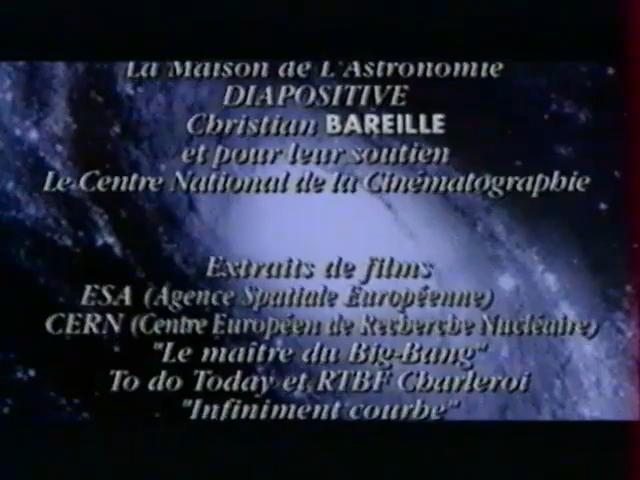 La Maison de L'Astronomie
DIAPOSITIVE
Christian BAREILLE
et pour leur soutien
Le Centre National de la Cinématographie
Extraits de films
ESA (Agence Spatiale Européenne)
CERN (Centre Européen de Recherche Nucléaire)
"Le maître du Big-Bang"
To do Today et RTBF Charleroi
"Infiniment courbe"